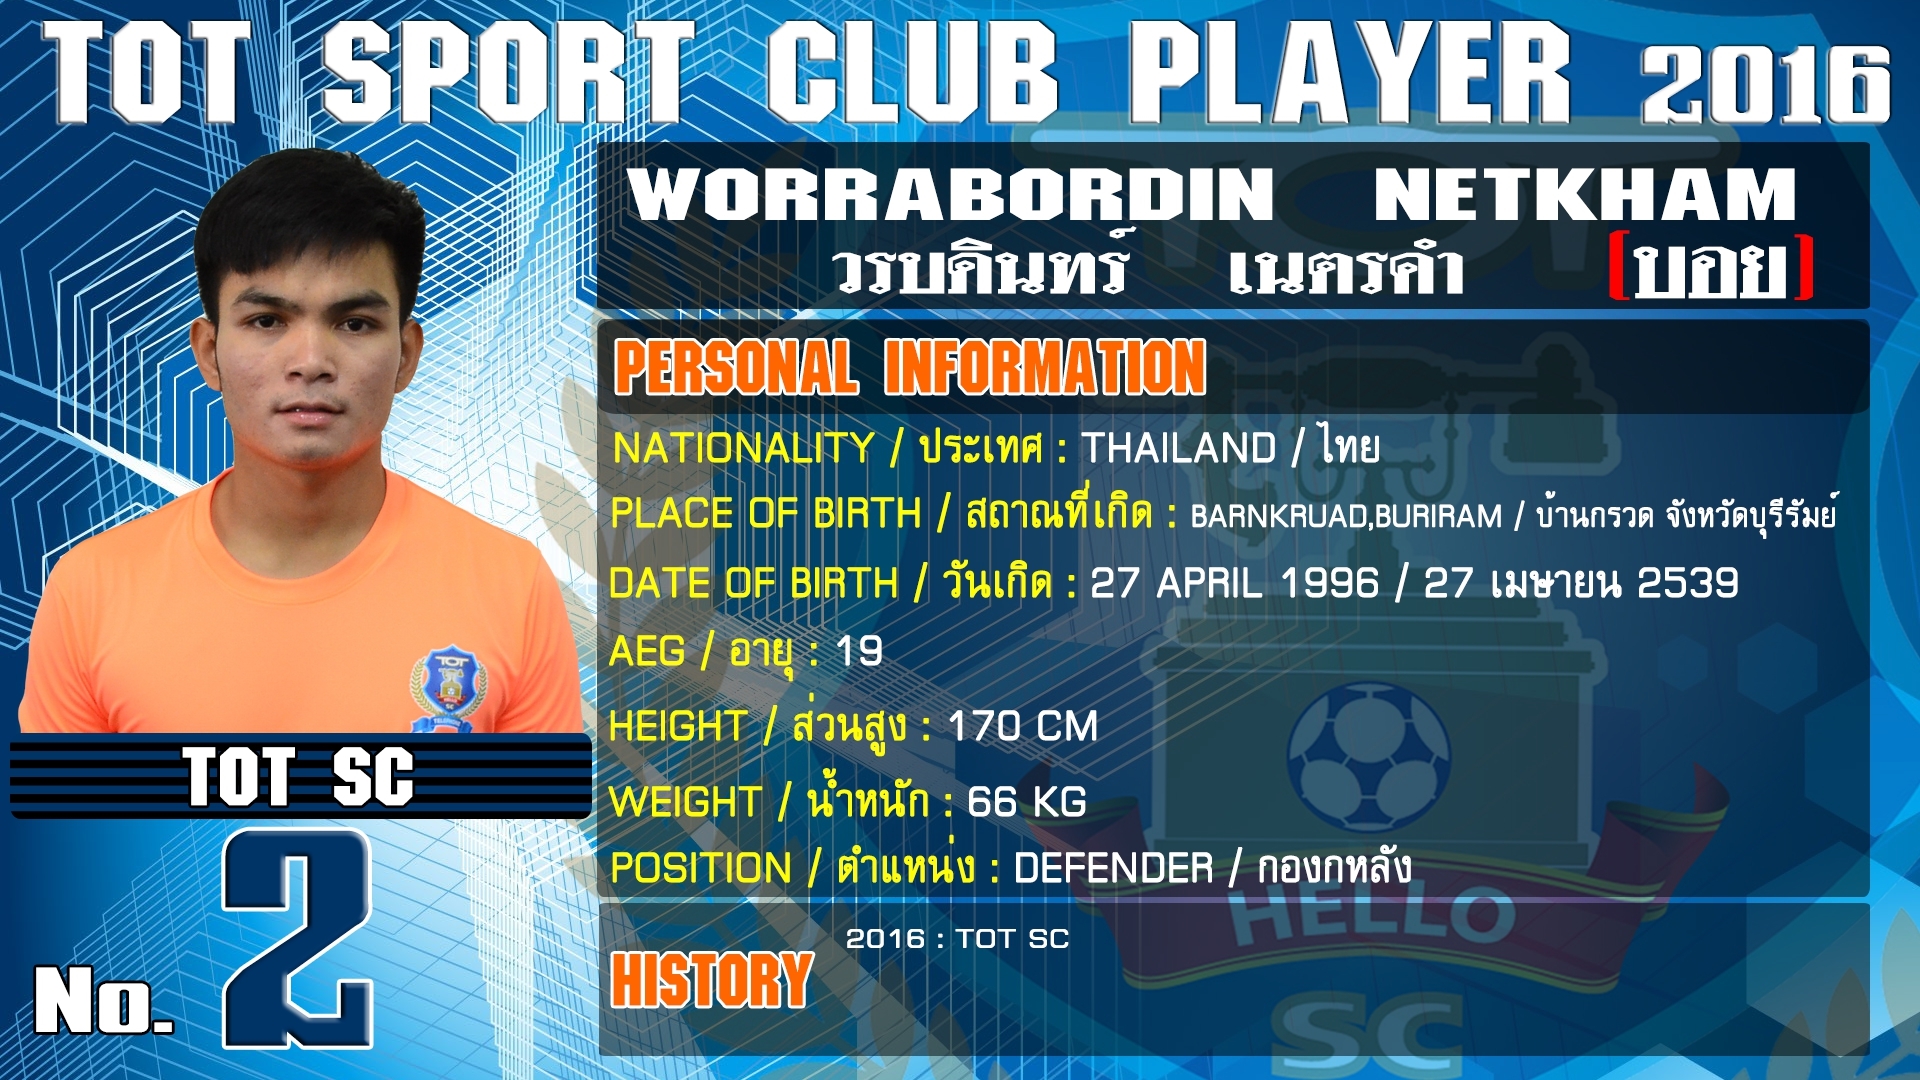 TOT SPORT CLUB PLAYER 2016
WORRABORDIN NETKHAM
วรบดินทร์ เนตรคำ (บอย)
PERSONAL INFORMATION
NATIONALITY / ประเทศ : THAILAND / ไทย
PLACE OF BIRTH / สถาณที่เกิด : BARNKRUAD,BURIRAM / บ้านกรวด จังหวัดบุรีรัมย์
DATE OF BIRTH / วันเกิด : 27 APRIL 1996 / 27 เมษายน 2539
AEG / อายุ : 19
HEIGHT / ส่วนสูง : 170 CM
WEIGHT / น้ำหนัก : 66 KG
POSITION / ตำแหน่ง : DEFENDER / กองกหลัง
HISTORY
2016 : TOT SC
TOT SC
No. 2
TOT
SC
TOT
HELLO
SC